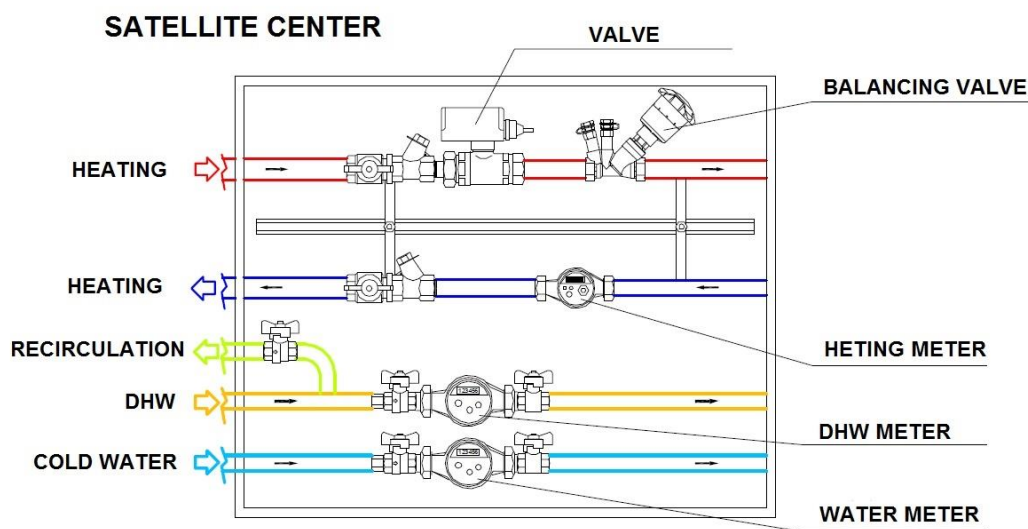 SATELLITE CENTER
VALVE
BALANCING VALVE
HEATING
HEATING
RECIRCULATION
HETING METER
DHW
DHW METER
COLD WATER
WATER METER